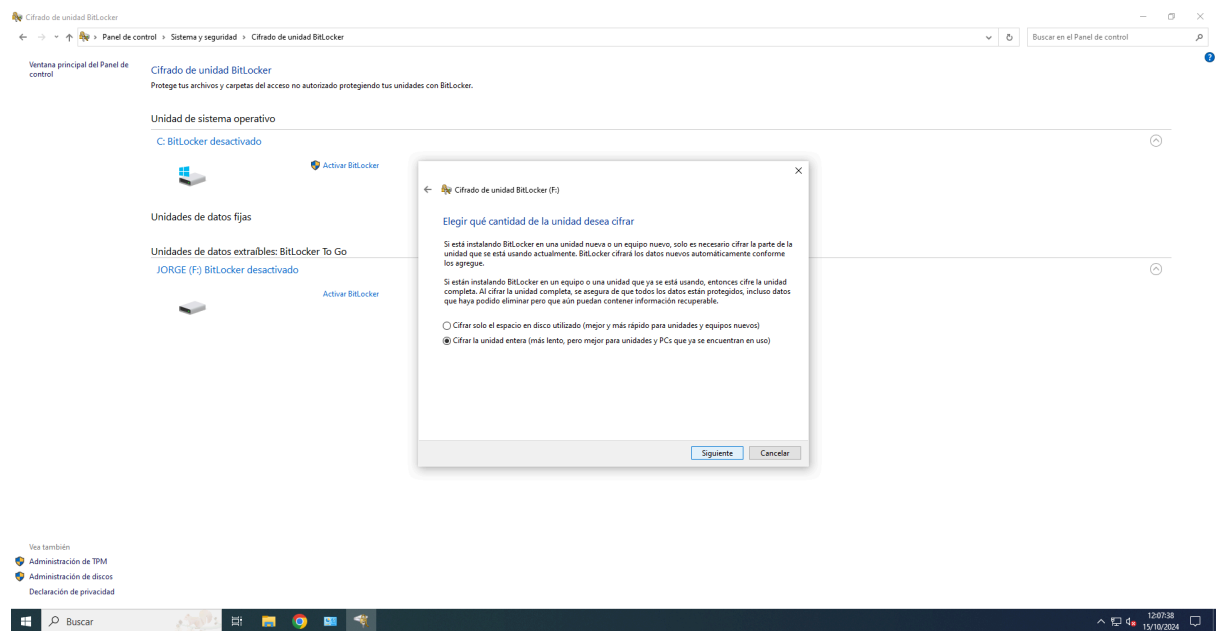 Cifrado de unidad BitLocker
Panel de control › Sistema y seguridad › Cifrado de unidad BitLocker
Buscar en el Panel de control
Ventana principal del Panel de
control
Cifrado de unidad BitLocker
Protege tus archivos y carpetas del acceso no autorizado protegiendo tus unidades con BitLocker.
Unidad de sistema operativo
C: BitLocker desactivado
Activar BitLocker
Unidades de datos fijas
Unidades de datos extraíbles: BitLocker To Go
JORGE (F:) BitLocker desactivado
Activar BitLocker
Cifrado de unidad BitLocker (F:)
Elegir qué cantidad de la unidad desea cifrar
Si está instalando BitLocker en una unidad nueva o un equipo nuevo, solo es necesario cifrar la parte de la
unidad que se está usando actualmente. BitLocker cifrará los datos nuevos automáticamente conforme
los agregue.
Si están instalando BitLocker en un equipo o una unidad que ya se está usando, entonces cifre la unidad
completa. Al cifrar la unidad completa, se asegura de que todos los datos están protegidos, incluso datos
que haya podido eliminar pero que aún puedan contener información recuperable.
Cifrar solo el espacio en disco utilizado (mejor y más rápido para unidades y equipos nuevos)
Cifrar la unidad entera (más lento, pero mejor para unidades y PCs que ya se encuentran en uso)
Siguiente
Cancelar
Vea también
Administración de TPM
Administración de discos
Declaración de privacidad
Buscar
12:07:38
15/10/2024